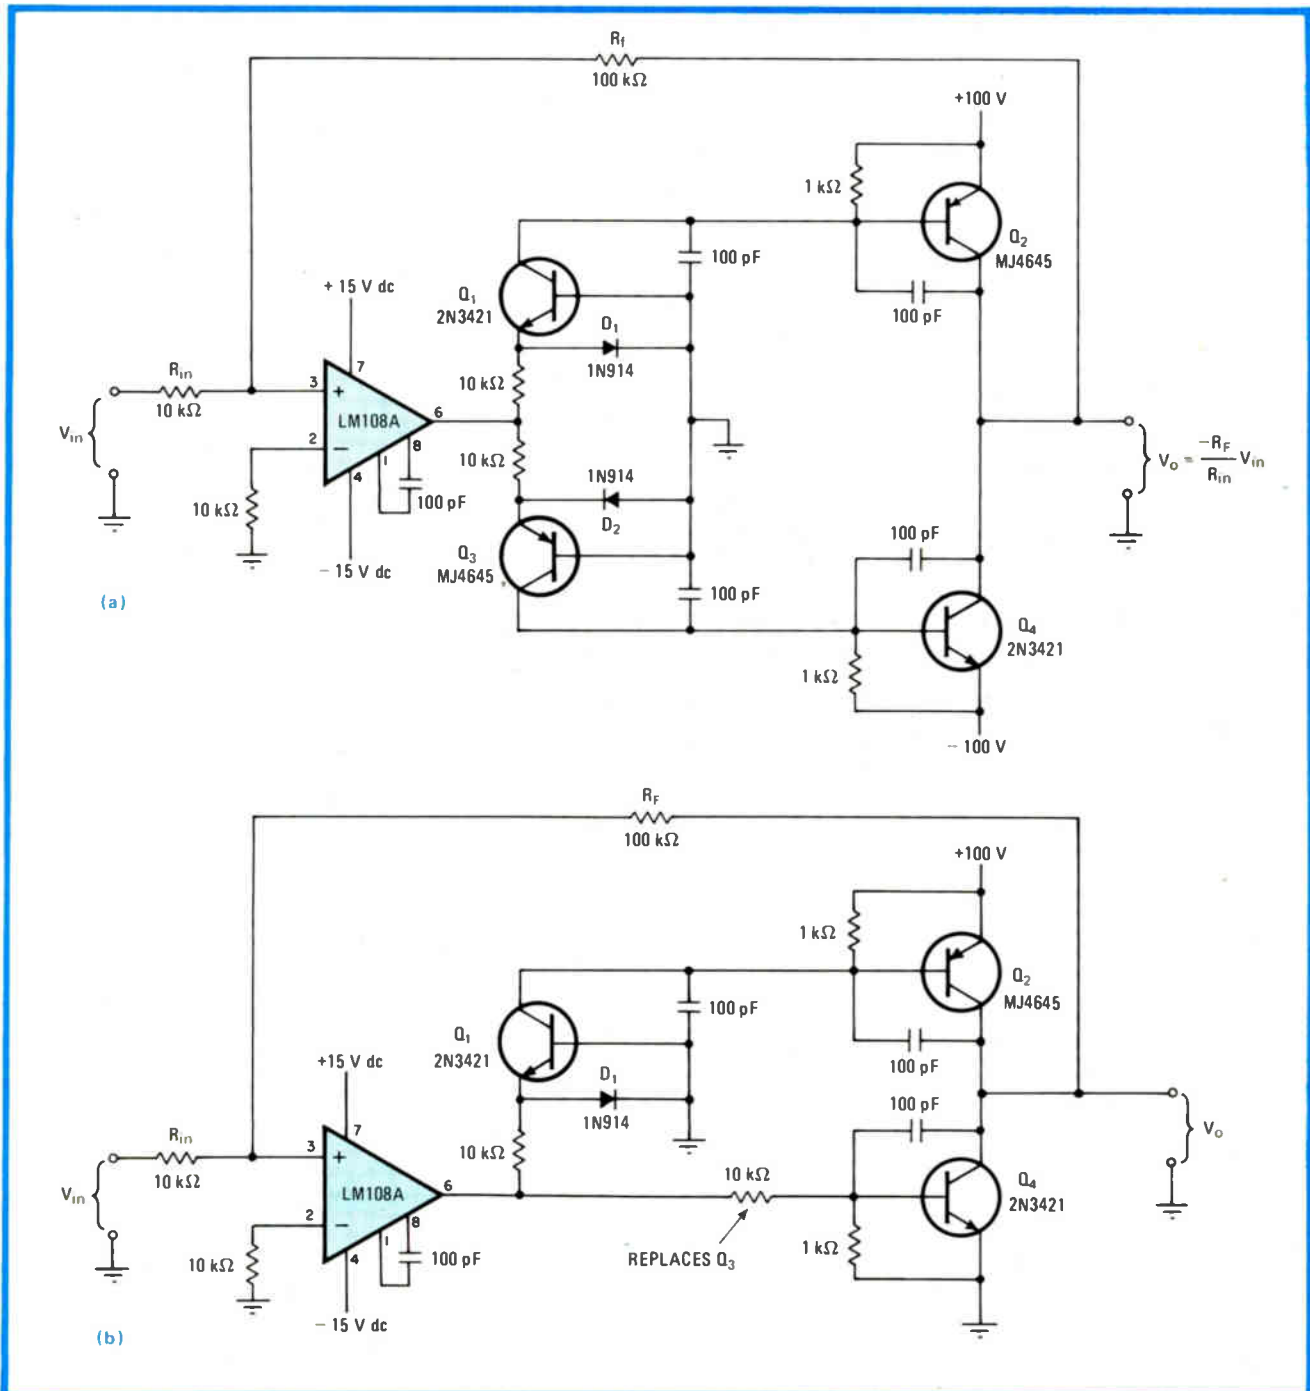 Rf
100 kΩ
+100 V
1 kΩ
Q2
MJ4645
100 pF
100 pF
+ 15 V dc
Q1
2N3421
D1
1N914
Rin
10 kΩ
10 kΩ
3
+
7
LM108A
6
Vin
2
−
1
8
4
100 pF
10 kΩ
10 kΩ
1N914
D2
Vo = −RF/Rin Vin
100 pF
Q3
MJ4645
− 15 V dc
100 pF
Q4
2N3421
1 kΩ
− 100 V
(a)
RF
100 kΩ
+100 V
1 kΩ
Q2
MJ4645
100 pF
100 pF
Q1
2N3421
D1
1N914
+15 V dc
100 pF
Vo
Rin
10 kΩ
10 kΩ
10 kΩ
3
+
7
LM108A
6
Vin
2
−
1
8
4
100 pF
10 kΩ
REPLACES Q3
Q4
2N3421
1 kΩ
− 15 V dc
(b)